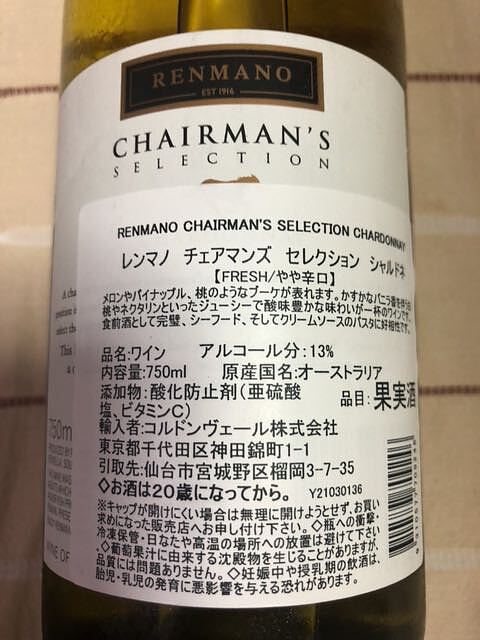 RENMANO
EST 1916
CHAIRMAN'S
SELECTION
RENMANO CHAIRMAN'S SELECTION CHARDONNAY
レンマノ チェアマンズ セレクション シャルドネ
【FRESH/やや辛口】
メロンやパイナップル、桃のようなブーケが表れます。かすかなバニラ香を伴う白
桃やネクタリンといったジューシーで酸味豊かな味わいが一杯のワインです。
食前酒として完璧、シーフード、そしてクリームソースのパスタに好相性です。
品名:ワイン アルコール分:13%
内容量:750ml 原産国名:オーストラリア
添加物:酸化防止剤(亜硫酸
塩、ビタミンC)
品目:果実酒
輸入者:コルドンヴェール株式会社
東京都千代田区神田錦町1-1
引取先:仙台市宮城野区榴岡3-7-35
◇お酒は20歳になってから。 Y21030136
※キャップが開けにくい場合は無理に開けようせず、お買い
求めになった販売店へお申し付け下さい。◇瓶への衝撃・
冷凍保管・日なたや高温の場所への放置は避けて下さい
。◇葡萄果汁に由来する沈殿物を生じることがありますが、
品質には問題ありません。◇妊娠中や授乳期の飲酒は、
胎児・乳児の発育に悪影響を与える恐れがあります。
A cha
This
750m
WINE OF